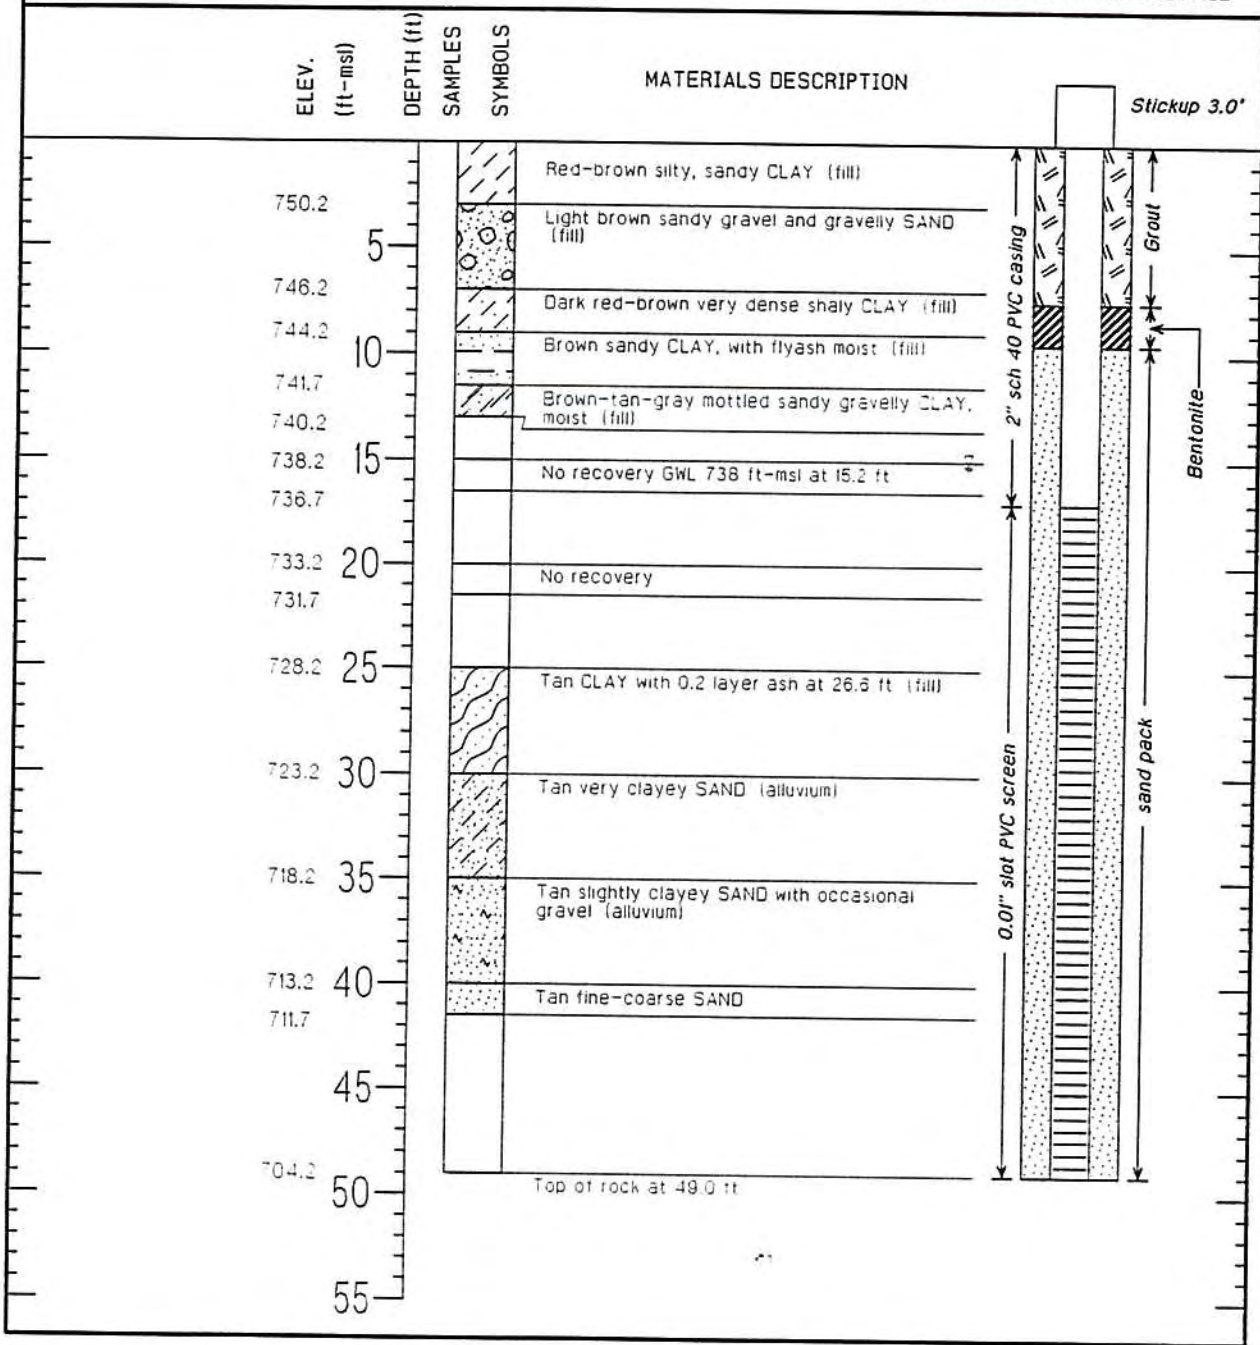 ELEV.
(ft-msl)
DEPTH (ft)
SAMPLES
SYMBOLS
MATERIALS DESCRIPTION
Stickup 3.0'
Red-brown silty, sandy CLAY (fill)
750.2
Light brown sandy gravel and gravelly SAND
(fill)
5
746.2
Dark red-brown very dense shaly CLAY (fill)
744.2
Brown sandy CLAY, with flyash moist (fill)
10
741.7
Brown-tan-gray mottled sandy gravelly CLAY,
moist (fill)
740.2
738.2
15
No recovery GWL 738 ft-msl at 15.2 ft
736.7
733.2
20
No recovery
731.7
728.2
25
Tan CLAY with 0.2 layer ash at 26.6 ft (fill)
723.2
30
Tan very clayey SAND (alluvium)
718.2
35
Tan slightly clayey SAND with occasional
gravel (alluvium)
713.2
40
Tan fine-coarse SAND
711.7
45
704.2
Top of rock at 49.0 ft
50
55
2" sch 40 PVC casing
0.01" slot PVC screen
Grout
Bentonite
sand pack